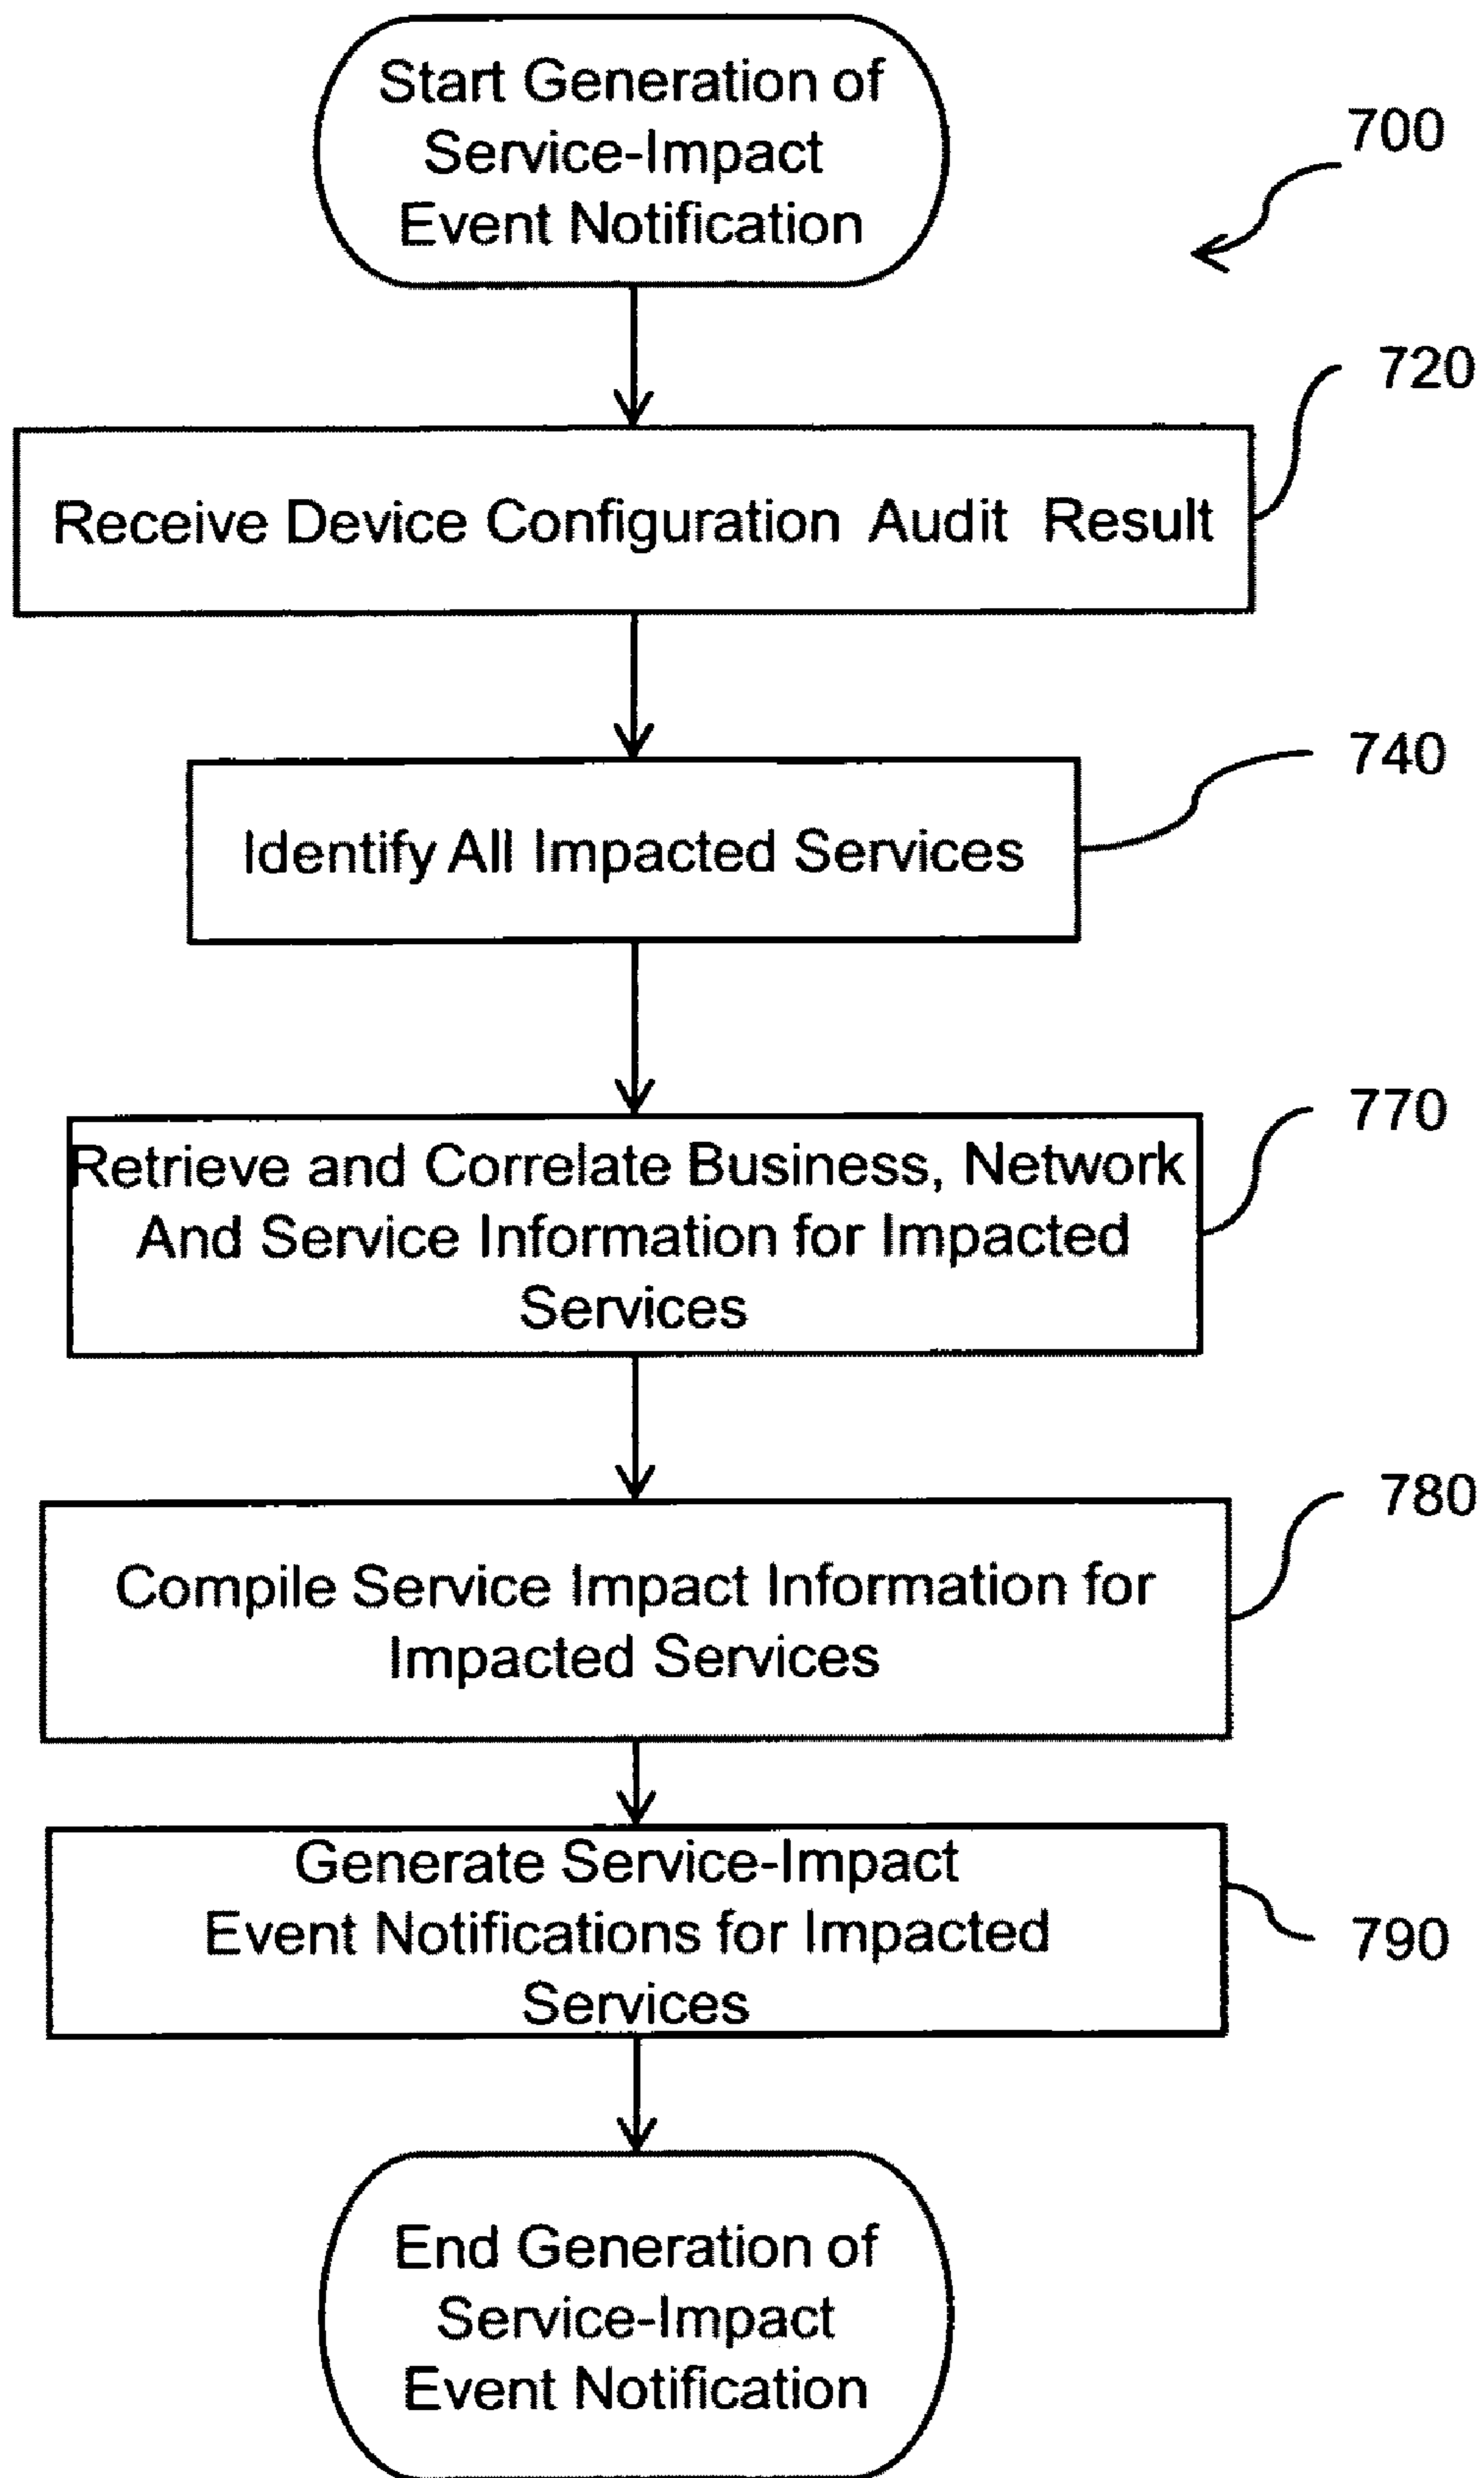 Start Generation of
Service-Impact
Event Notification
700
720
Receive Device Configuration Audit Result
740
Identify All Impacted Services
770
Retrieve and Correlate Business, Network
And Service Information for Impacted
Services
780
Compile Service Impact Information for
Impacted Services
Generate Service-Impact
Event Notifications for Impacted
Services
790
End Generation of
Service-Impact
Event Notification